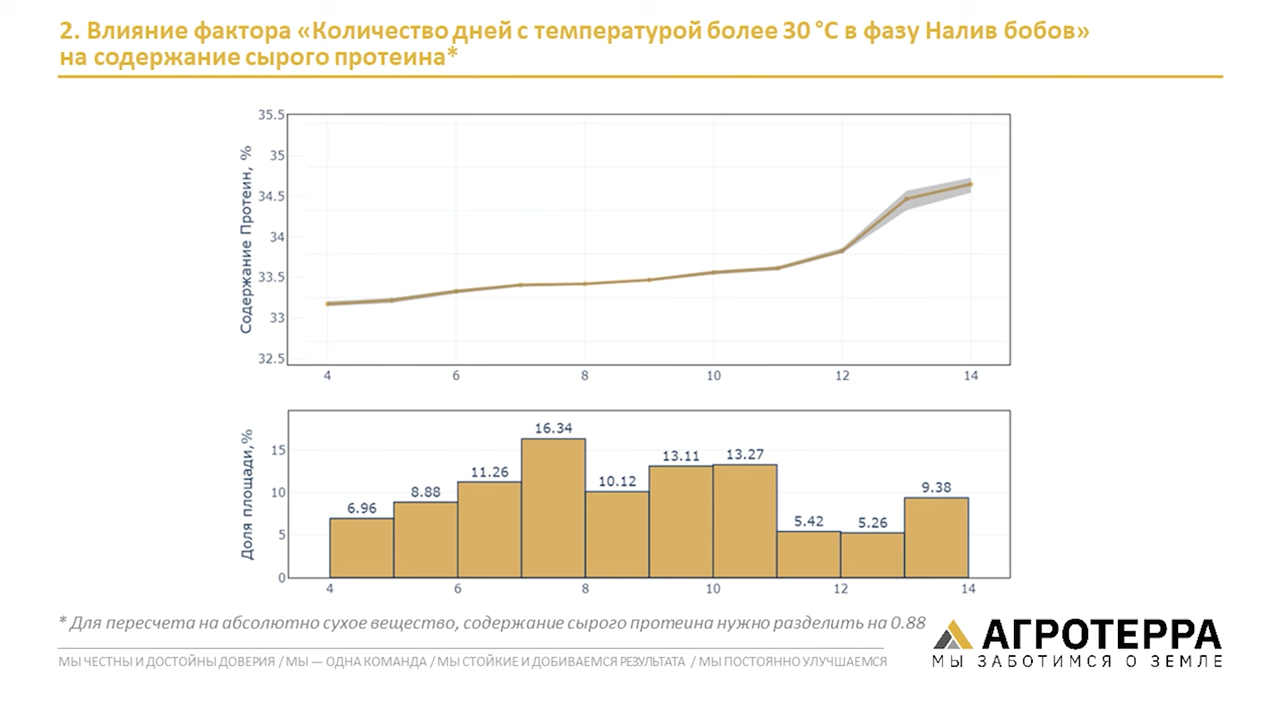 2. Влияние фактора «Количество дней с температурой более 30 °С в фазу Налив бобов»
на содержание сырого протеина*
Содержание Протеин, %
35.5
35
34.5
34
33.5
33
32.5
4 6 8 10 12 14
Доля площади,%
15
10
5
0
6.96 8.88 11.26 16.34 10.12 13.11 13.27 5.42 5.26 9.38
4 6 8 10 12 14
* Для пересчета на абсолютно сухое вещество, содержание сырого протеина нужно разделить на 0.88
МЫ ЧЕСТНЫ И ДОСТОЙНЫ ДОВЕРИЯ / МЫ — ОДНА КОМАНДА / МЫ СТОЙКИЕ И ДОБИВАЕМСЯ РЕЗУЛЬТАТА / МЫ ПОСТОЯННО УЛУЧШАЕМСЯ
АГРОТЕРРА
МЫ ЗАБОТИМСЯ О ЗЕМЛЕ